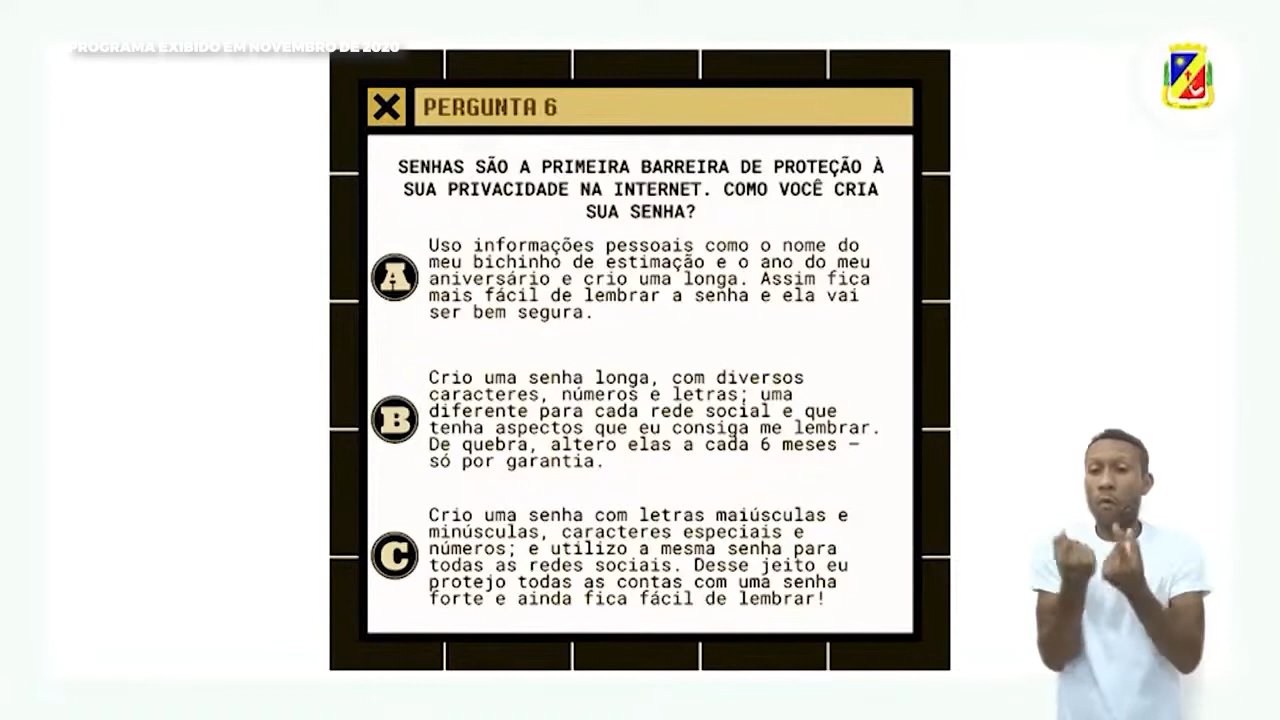 PROGRAMA EXIBIDO EM NOVEMBRO DE 2020
PERGUNTA 6
SENHAS SÃO A PRIMEIRA BARREIRA DE PROTEÇÃO À
SUA PRIVACIDADE NA INTERNET. COMO VOCÊ CRIA
SUA SENHA?
A
Uso informações pessoais como o nome do
meu bichinho de estimação e o ano do meu
aniversário e crio uma longa. Assim fica
mais fácil de lembrar a senha e ela vai
ser bem segura.
B
Crio uma senha longa, com diversos
caracteres, números e letras; uma
diferente para cada rede social e que
tenha aspectos que eu consiga me lembrar.
De quebra, altero elas a cada 6 meses –
só por garantia.
C
Crio uma senha com letras maiúsculas e
minúsculas, caracteres especiais e
números; e utilizo a mesma senha para
todas as redes sociais. Desse jeito eu
protejo todas as contas com uma senha
forte e ainda fica fácil de lembrar!